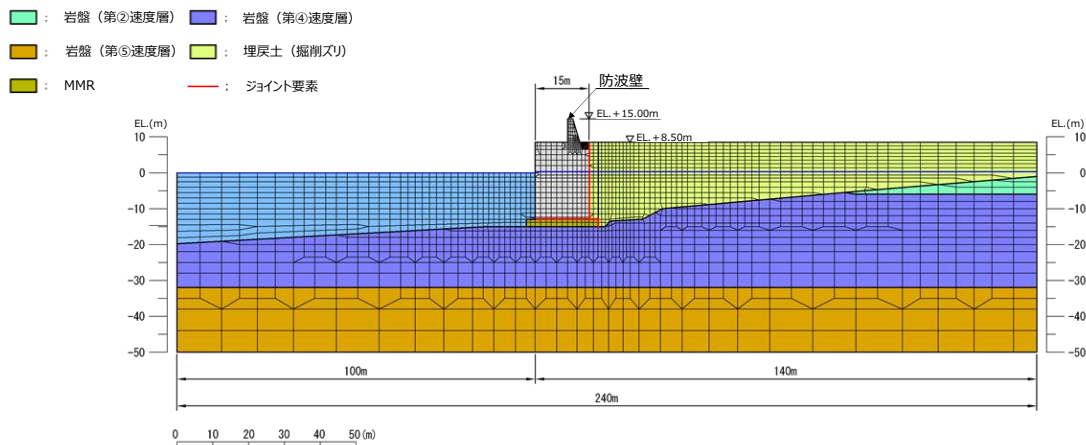 ； 岩盤（第②速度層） ； 岩盤（第④速度層）
； 岩盤（第⑤速度層） ； 埋戻土（掘削ズリ）
； MMR ； ジョイント要素
15m
防波壁
EL.+15.00m
EL.(m)
EL.+8.50m
EL.(m)
10
0
-10
-20
-30
-40
-50
10
0
-10
-20
-30
-40
-50
100m
140m
240m
0 10 20 30 40 50(m)